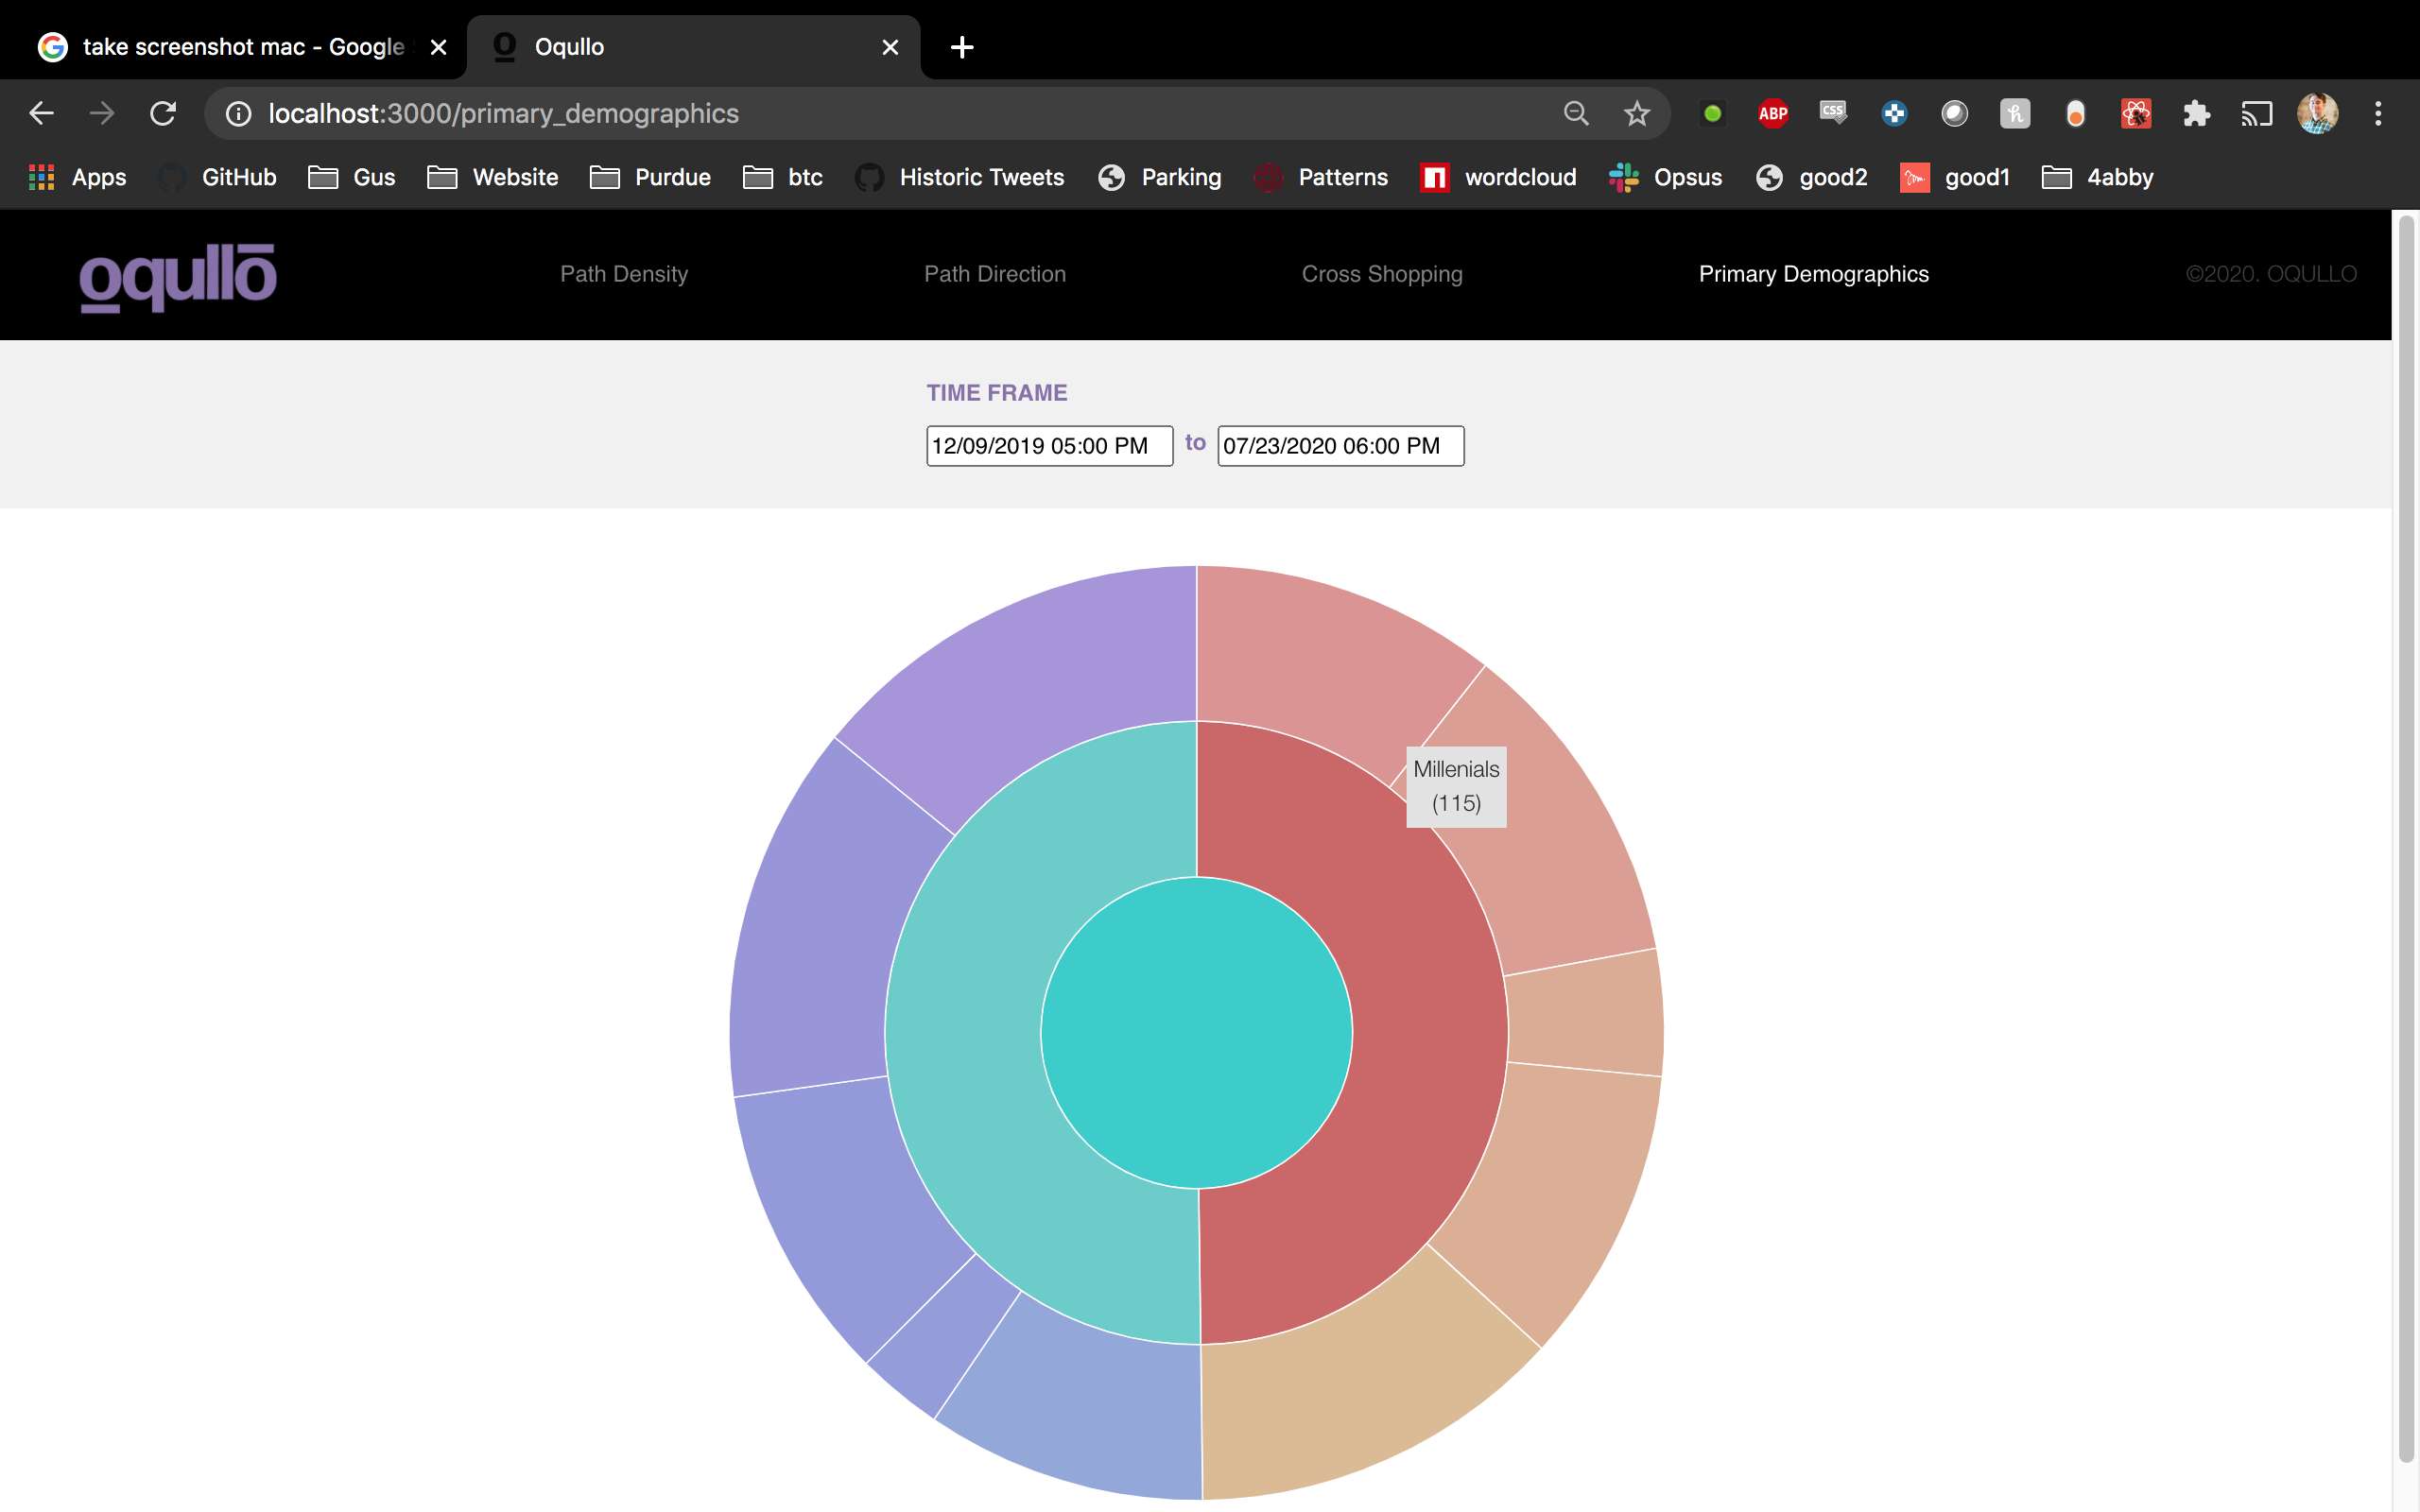 take screenshot mac - Google
Oqullo
localhost:3000/primary_demographics
ABP
CSS
Apps
GitHub
Gus
Website
Purdue
btc
Historic Tweets
Parking
Patterns
wordcloud
Opsus
good2
good1
4abby
oqullo
Path Density
Path Direction
Cross Shopping
Primary Demographics
©2020. OQULLO
TIME FRAME
12/09/2019 05:00 PM to 07/23/2020 06:00 PM
Millenials
(115)